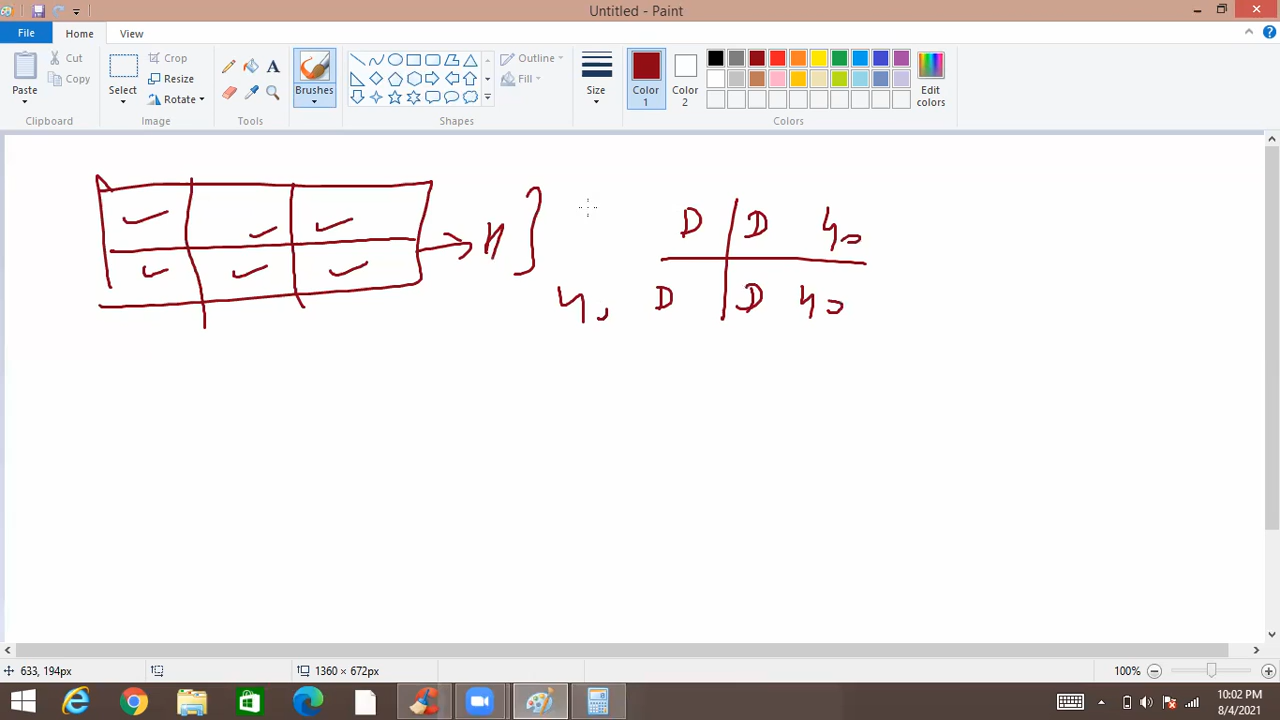 Untitled - Paint
File
Home
View
Paste
Cut
Copy
Clipboard
Select
Crop
Resize
Rotate
Image
Tools
Brushes
Shapes
Outline
Fill
Size
Color 1
Color 2
Edit colors
Colors
D D
D D
633, 194px
1360 × 672px
100%
10:02 PM
8/4/2021